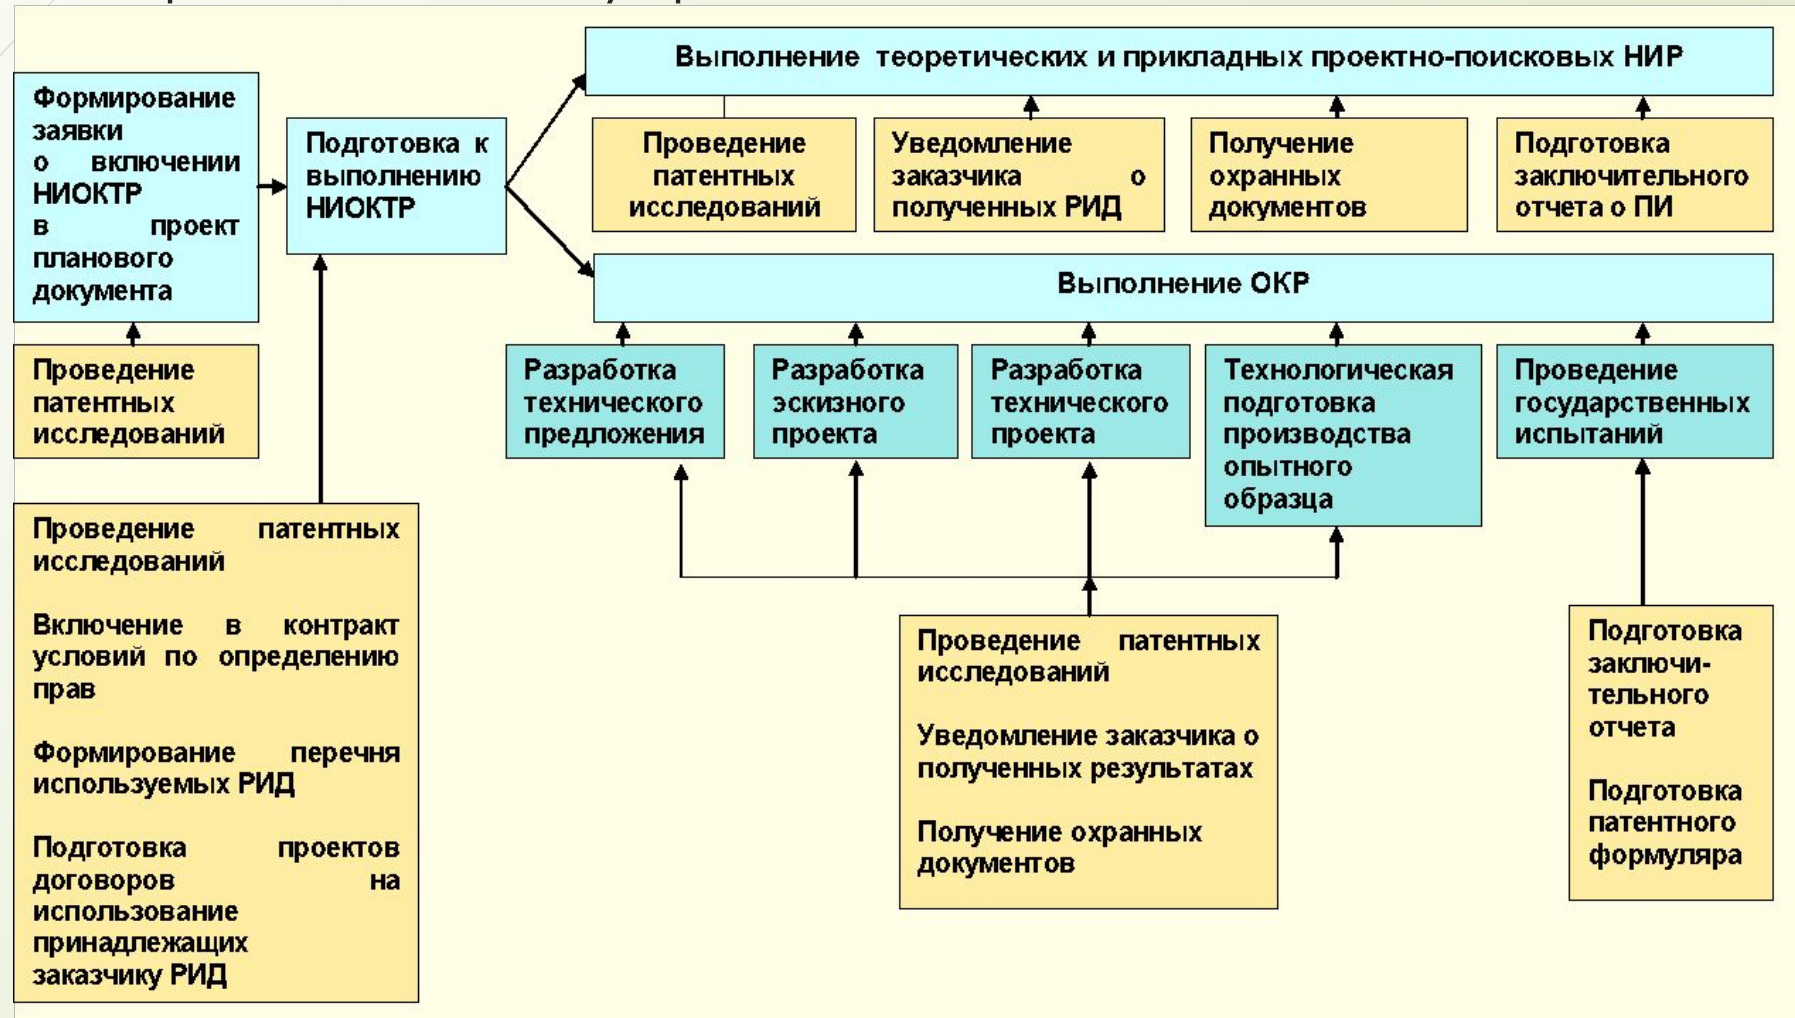 Выполнение теоретических и прикладных проектно-поисковых НИР
Формирование
заявки
о включении
НИОКТР
в проект
планового
документа
Подготовка к
выполнению
НИОКТР
Проведение
патентных
исследований
Уведомление
заказчика о
полученных РИД
Получение
охранных
документов
Подготовка
заключительного
отчета о ПИ
Выполнение ОКР
Проведение
патентных
исследований
Разработка
технического
предложения
Разработка
эскизного
проекта
Разработка
технического
проекта
Технологическая
подготовка
производства
опытного
образца
Проведение
государственных
испытаний
Проведение патентных
исследований
Включение в контракт
условий по определению
прав
Формирование перечня
используемых РИД
Подготовка проектов
договоров на
использование
принадлежащих
заказчику РИД
Проведение патентных
исследований
Уведомление заказчика о
полученных результатах
Получение охранных
документов
Подготовка
заключи-
тельного
отчета
Подготовка
патентного
формуляра